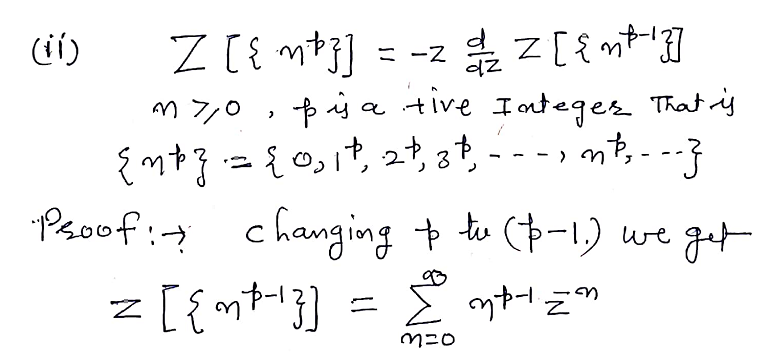 (ii) Z[{n^p}] = -z d/dz Z[{n^{p-1}}]
n ≥ 0, p is a +ive Integer That is
{n^p} = {0, 1^p, 2^p, 3^p, - - - -, n^p, - - -}
Proof:→ changing p to (p-1.) we get
Z[{n^{p-1}}] = ∑_{n=0}^{∞} n^{p-1} z^{-n}